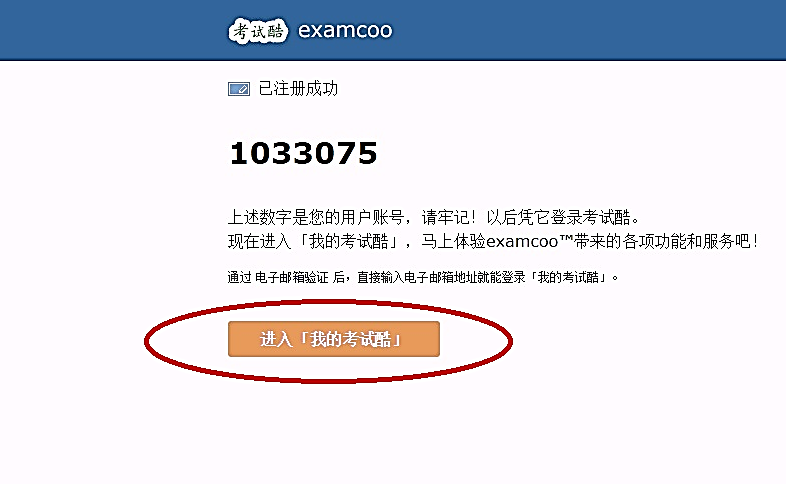 考试酷 examcoo
已注册成功
1033075
上述数字是您的用户账号，请牢记！以后凭它登录考试酷。
现在进入「我的考试酷」，马上体验examcoo™带来的各项功能和服务吧！
通过 电子邮箱验证 后，直接输入电子邮箱地址就能登录「我的考试酷」。
进入「我的考试酷」